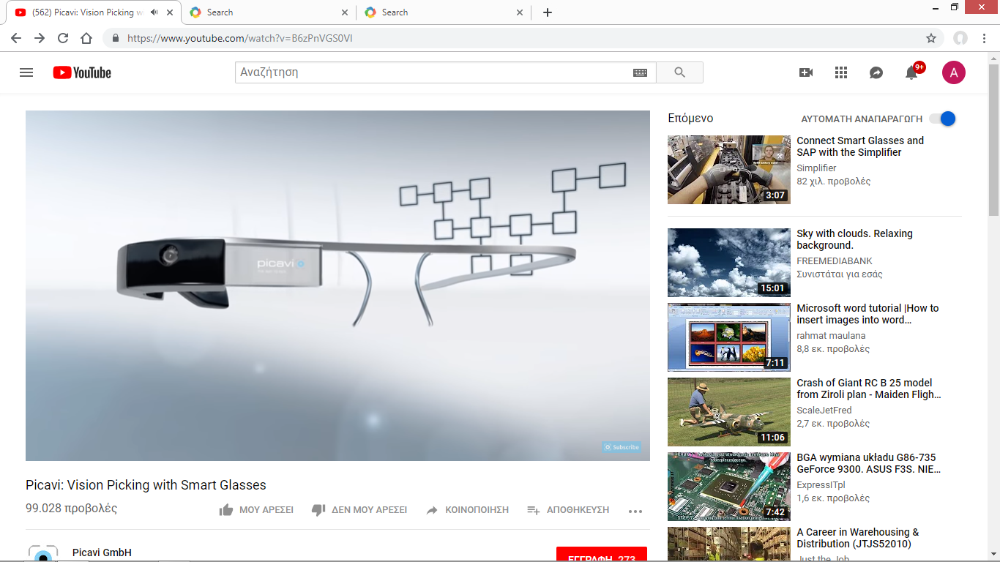 (562) Picavi: Vision Picking w
Search
Search
https://www.youtube.com/watch?v=B6zPnVGS0VI
YouTube
Αναζήτηση
9+
A
picavi
Subscribe
Picavi: Vision Picking with Smart Glasses
99.028 προβολές
ΜΟΥ ΑΡΕΣΕΙ
ΔΕΝ ΜΟΥ ΑΡΕΣΕΙ
ΚΟΙΝΟΠΟΙΗΣΗ
ΑΠΟΘΗΚΕΥΣΗ
Picavi GmbH
ΕΓΓΡΑΦΗ 273
Επόμενο
ΑΥΤΟΜΑΤΗ ΑΝΑΠΑΡΑΓΩΓΗ
Connect Smart Glasses and
SAP with the Simplifier
Simplifier
82 χιλ. προβολές
3:07
Sky with clouds. Relaxing
background.
FREEMEDIABANK
Συνιστάται για εσάς
15:01
Microsoft word tutorial |How to
insert images into word…
rahmat maulana
8,8 εκ. προβολές
7:11
Crash of Giant RC B 25 model
from Ziroli plan - Maiden Fligh…
ScaleJetFred
2,7 εκ. προβολές
11:06
BGA wymiana układu G86-735
GeForce 9300. ASUS F3S. NIE…
ExpressITpl
1,6 εκ. προβολές
7:42
A Career in Warehousing &
Distribution (JTJS52010)
Just the Job